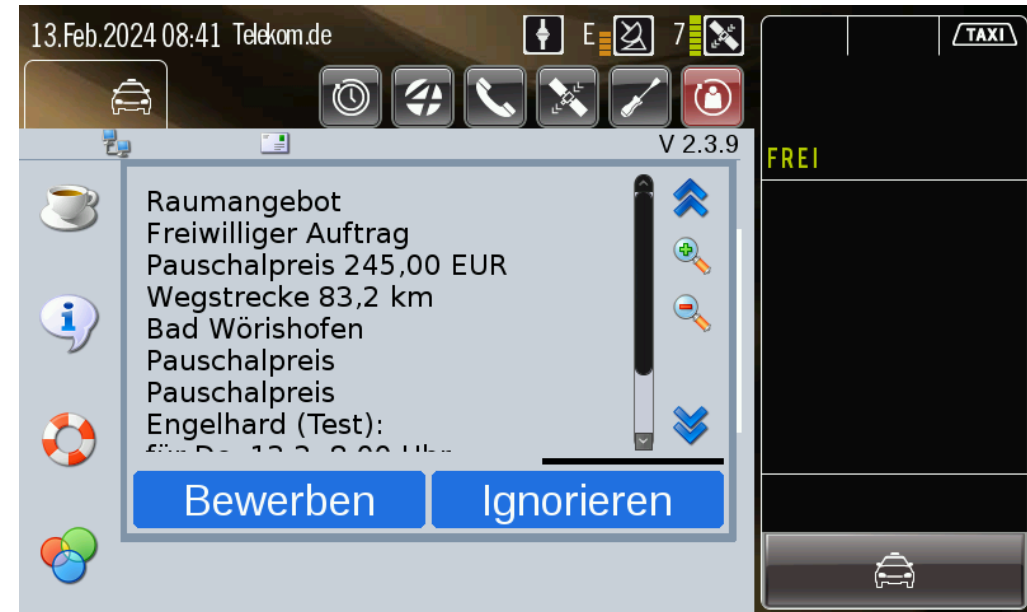 13.Feb.2024 08:41 Telekom.de
E
7
TAXI
V 2.3.9
FREI
Raumangebot
Freiwilliger Auftrag
Pauschalpreis 245,00 EUR
Wegstrecke 83,2 km
Bad Wörishofen
Pauschalpreis
Pauschalpreis
Engelhard (Test):
Bewerben
Ignorieren